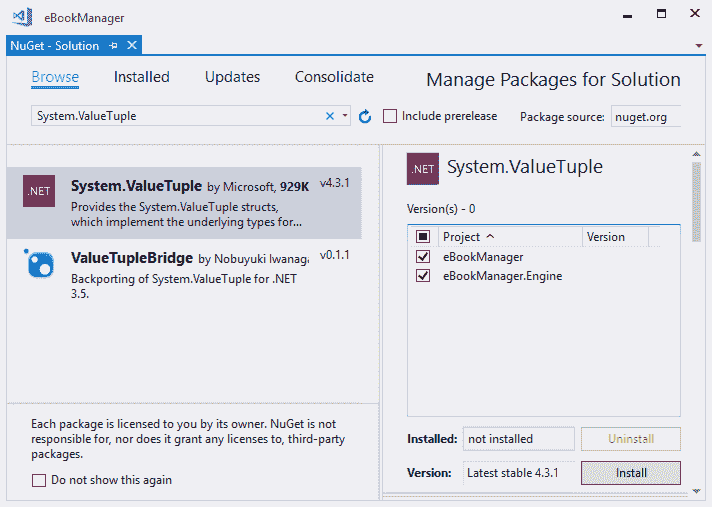 eBookManager
NuGet - Solution
Browse Installed Updates Consolidate
Manage Packages for Solution
System.ValueTuple
Include prerelease
Package source: nuget.org
.NET
System.ValueTuple by Microsoft, 929K v4.3.1
Provides the System.ValueTuple structs,
which implement the underlying types for...
ValueTupleBridge by Nobuyuki Iwanaga v0.1.1
Backporting of System.ValueTuple for .NET
3.5.
Each package is licensed to you by its owner. NuGet is not
responsible for, nor does it grant any licenses to, third-party
packages.
Do not show this again
.NET
System.ValueTuple
Version(s) - 0
Project Version
eBookManager
eBookManager.Engine
Installed: not installed Uninstall
Version: Latest stable 4.3.1 Install